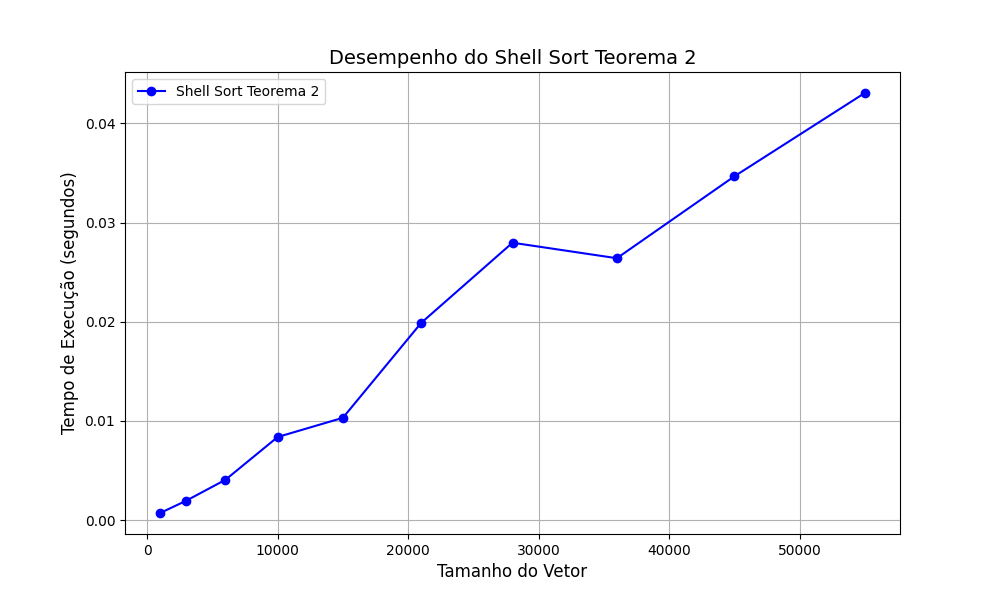 Desempenho do Shell Sort Teorema 2
Shell Sort Teorema 2
Tempo de Execução (segundos)
0.04
0.03
0.02
0.01
0.00
0 10000 20000 30000 40000 50000
Tamanho do Vetor